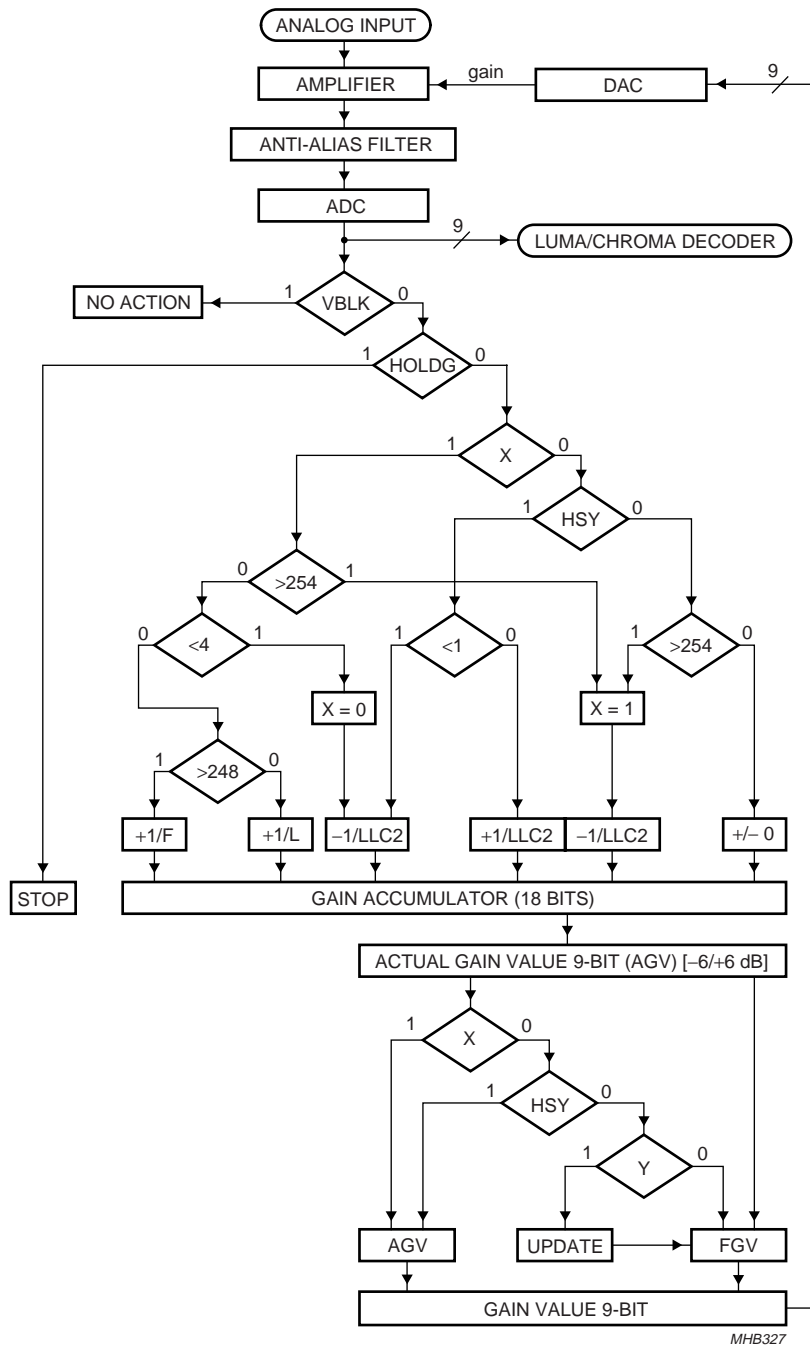 ANALOG INPUT
AMPLIFIER
gain
DAC
9
ANTI-ALIAS FILTER
ADC
9
LUMA/CHROMA DECODER
NO ACTION
1
VBLK
0
1
HOLDG
0
1
X
0
1
HSY
0
0
>254
1
0
<4
1
1
<1
0
1
>254
0
X = 0
X = 1
1
>248
0
+1/F
+1/L
−1/LLC2
+1/LLC2
−1/LLC2
+/− 0
STOP
GAIN ACCUMULATOR (18 BITS)
ACTUAL GAIN VALUE 9-BIT (AGV) [−6/+6 dB]
1
X
0
1
HSY
0
1
Y
0
AGV
UPDATE
FGV
GAIN VALUE 9-BIT
MHB327